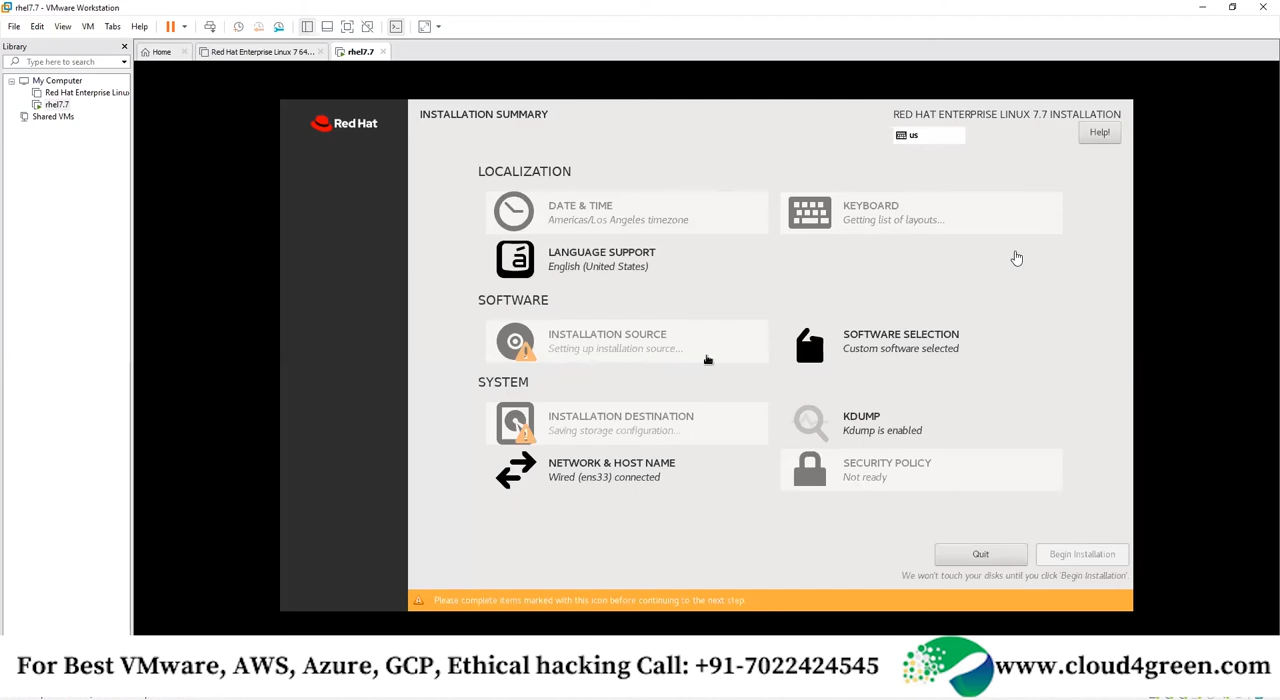 rhel7.7 - VMware Workstation
File Edit View VM Tabs Help
Library
Type here to search
Home
Red Hat Enterprise Linux 7 64...
rhel7.7
My Computer
Red Hat Enterprise Linu
rhel7.7
Shared VMs
Red Hat
INSTALLATION SUMMARY
RED HAT ENTERPRISE LINUX 7.7 INSTALLATION
us
Help!
LOCALIZATION
DATE & TIME
Americas/Los Angeles timezone
KEYBOARD
Getting list of layouts...
LANGUAGE SUPPORT
English (United States)
SOFTWARE
INSTALLATION SOURCE
Setting up installation source...
SOFTWARE SELECTION
Custom software selected
SYSTEM
INSTALLATION DESTINATION
Saving storage configuration...
KDUMP
Kdump is enabled
NETWORK & HOST NAME
Wired (ens33) connected
SECURITY POLICY
Not ready
Quit
Begin Installation
We won't touch your disks until you click 'Begin Installation'.
Please complete items marked with this icon before continuing to the next step.
For Best VMware, AWS, Azure, GCP, Ethical hacking Call: +91-7022424545
www.cloud4green.com